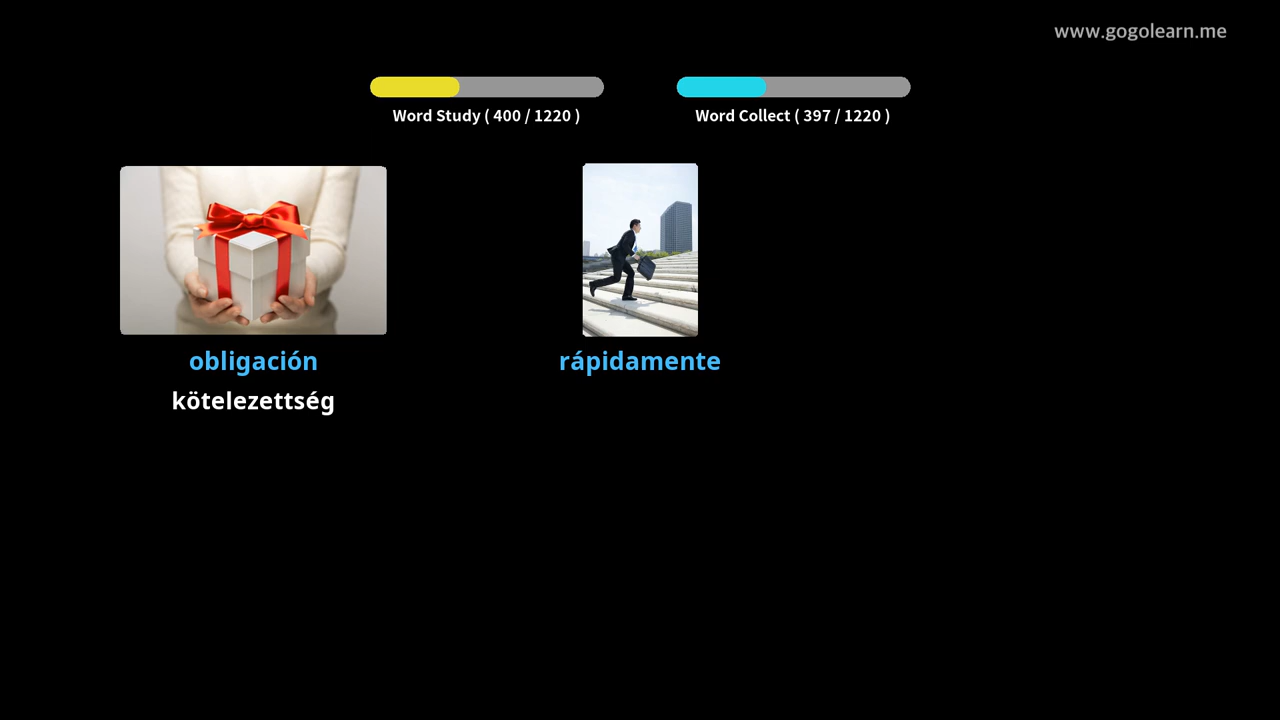 www.gogolearn.me
Word Study ( 400 / 1220 )
Word Collect ( 397 / 1220 )
obligación
kötelezettség
rápidamente